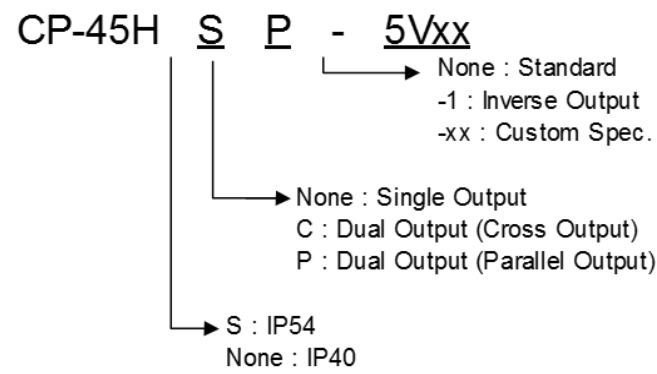 CP-45H S P - 5Vxx
None : Standard
-1 : Inverse Output
-xx : Custom Spec.
None : Single Output
C : Dual Output (Cross Output)
P : Dual Output (Parallel Output)
S : IP54
None : IP40